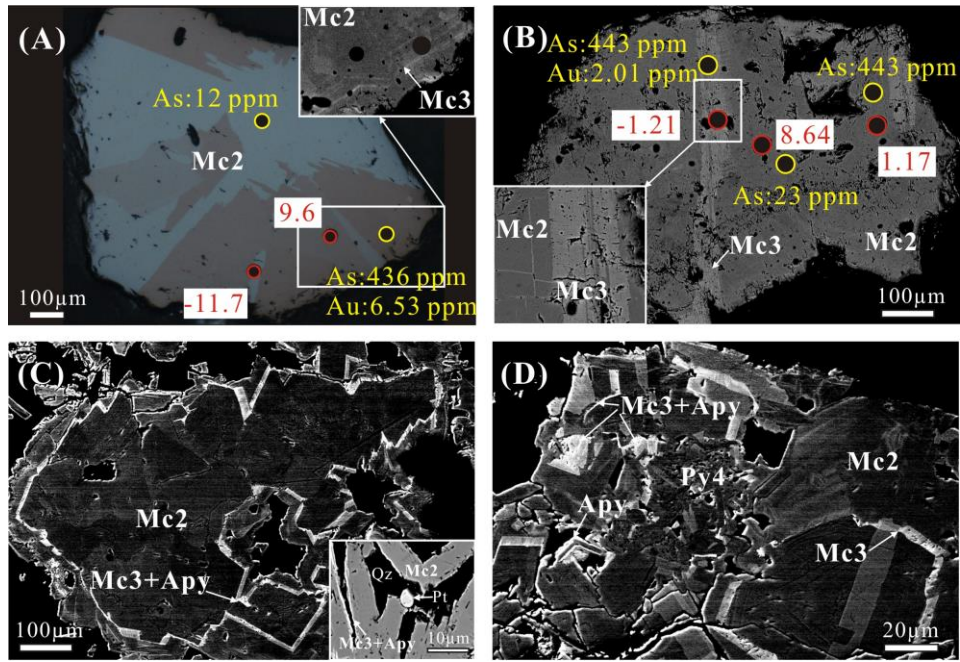 (A)
Mc2
Mc3
As:12 ppm
Mc2
9.6
-11.7
As:436 ppm
Au:6.53 ppm
100μm
(B)
As:443 ppm
Au:2.01 ppm
As:443 ppm
-1.21
8.64
1.17
As:23 ppm
Mc2
Mc3
Mc3
Mc2
100μm
(C)
Mc2
Mc3+Apy
100μm
Qz
Mc2
Pt
Mc3+Apy
10μm
(D)
Mc3+Apy
Mc2
Py4
Apy
Mc3
20μm